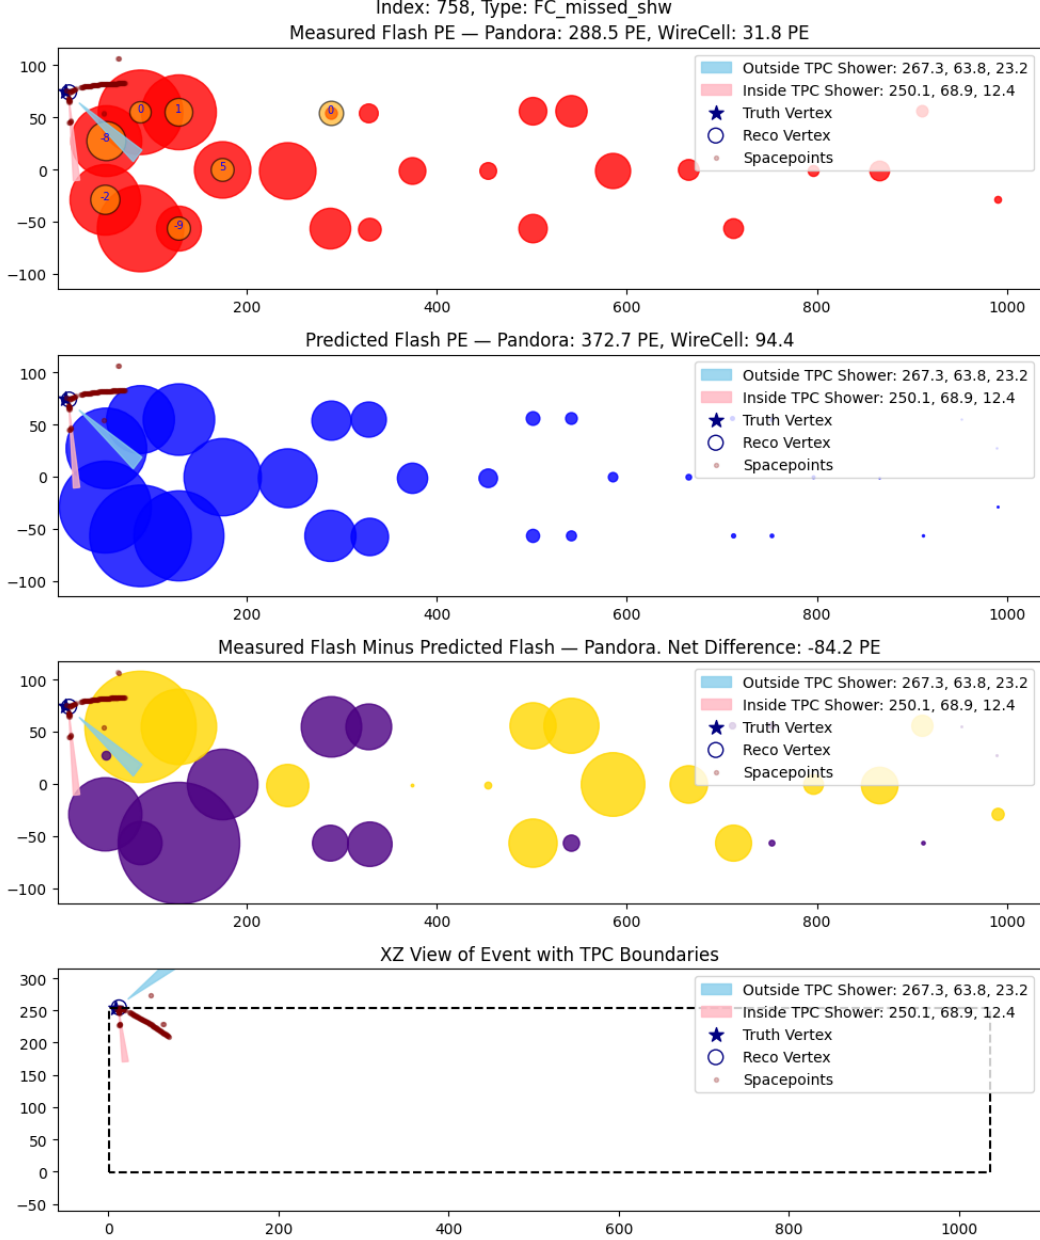 Index: 758, Type: FC_missed_shw
Measured Flash PE — Pandora: 288.5 PE, WireCell: 31.8 PE
100
50
0
−50
−100
0
1
0
-8
5
-2
-9
Outside TPC Shower: 267.3, 63.8, 23.2
Inside TPC Shower: 250.1, 68.9, 12.4
Truth Vertex
Reco Vertex
Spacepoints
200 400 600 800 1000
Predicted Flash PE — Pandora: 372.7 PE, WireCell: 94.4
100
50
0
−50
−100
Outside TPC Shower: 267.3, 63.8, 23.2
Inside TPC Shower: 250.1, 68.9, 12.4
Truth Vertex
Reco Vertex
Spacepoints
200 400 600 800 1000
Measured Flash Minus Predicted Flash — Pandora. Net Difference: -84.2 PE
100
50
0
−50
−100
Outside TPC Shower: 267.3, 63.8, 23.2
Inside TPC Shower: 250.1, 68.9, 12.4
Truth Vertex
Reco Vertex
Spacepoints
200 400 600 800 1000
XZ View of Event with TPC Boundaries
300
250
200
150
100
50
0
−50
Outside TPC Shower: 267.3, 63.8, 23.2
Inside TPC Shower: 250.1, 68.9, 12.4
Truth Vertex
Reco Vertex
Spacepoints
0 200 400 600 800 1000